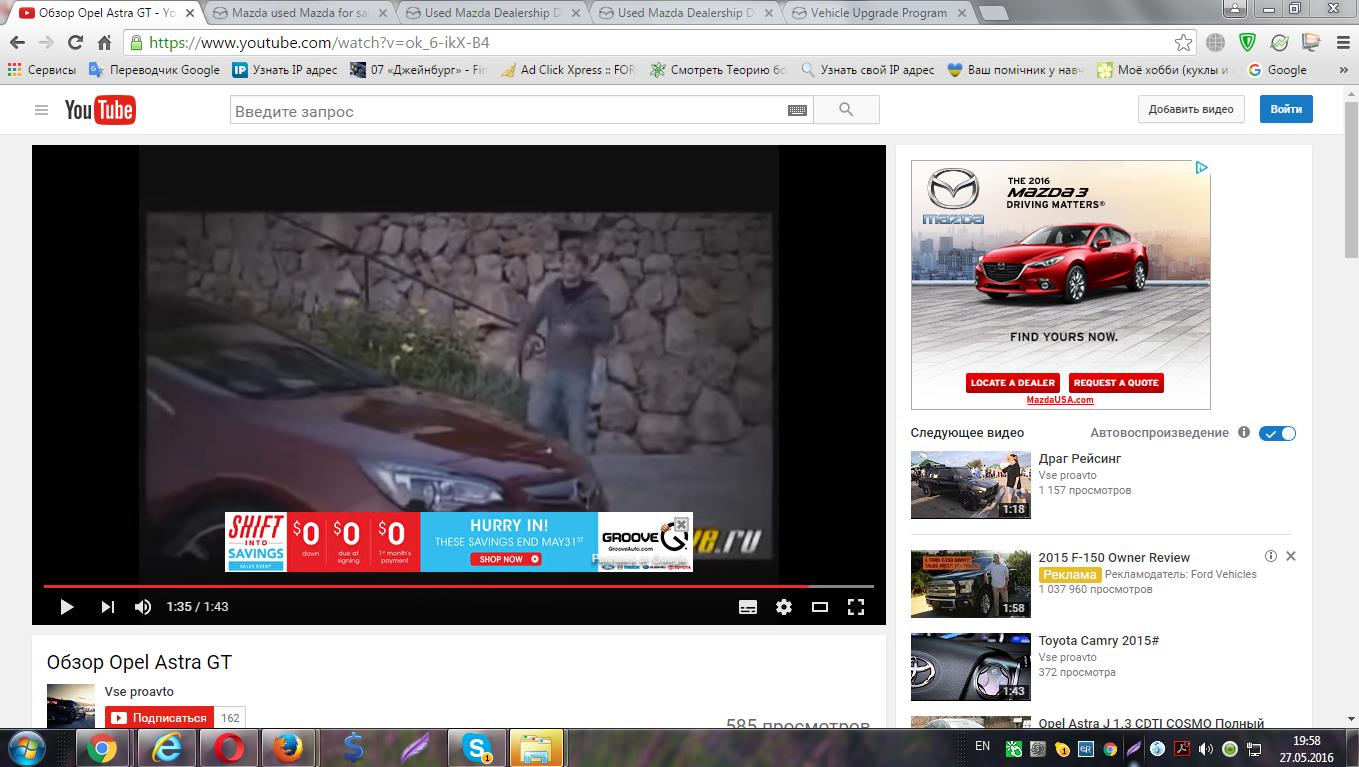 Обзор Opel Astra GT - Yo
Mazda used Mazda for sa
Used Mazda Dealership D
Used Mazda Dealership D
Vehicle Upgrade Program
https://www.youtube.com/watch?v=ok_6-ikX-B4
Сервисы
Переводчик Google
IP Узнать IP адрес
07 «Джейнбург» - Fin
Ad Click Xpress :: FOR
Смотреть Теорию бо
Узнать свой IP адрес
Ваш помічник у навч
Моё хобби (куклы и
Google
»
YouTube
Введите запрос
Добавить видео
Войти
SHIFT
INTO
SAVINGS
SALES EVENT
$0
down
$0
due at
signing
$0
1st month's
payment
HURRY IN!
THESE SAVINGS END MAY 31ST
SHOP NOW
GROOVE
GrooveAuto.com
.ru
1:35 / 1:43
Обзор Opel Astra GT
Vse proavto
Подписаться
162
585 просмотров
THE 2016
MAZDA3
DRIVING MATTERS®
mazda
FIND YOURS NOW.
LOCATE A DEALER
REQUEST A QUOTE
MazdaUSA.com
Следующее видео
Автовоспроизведение
Драг Рейсинг
Vse proavto
1 157 просмотров
1:18
2015 F-150 Owner Review
Реклама Рекламодатель: Ford Vehicles
1 037 960 просмотров
1:58
Toyota Camry 2015#
Vse proavto
372 просмотра
1:43
Opel Astra J 1.3 CDTI COSMO Полный
EN
19:58
27.05.2016